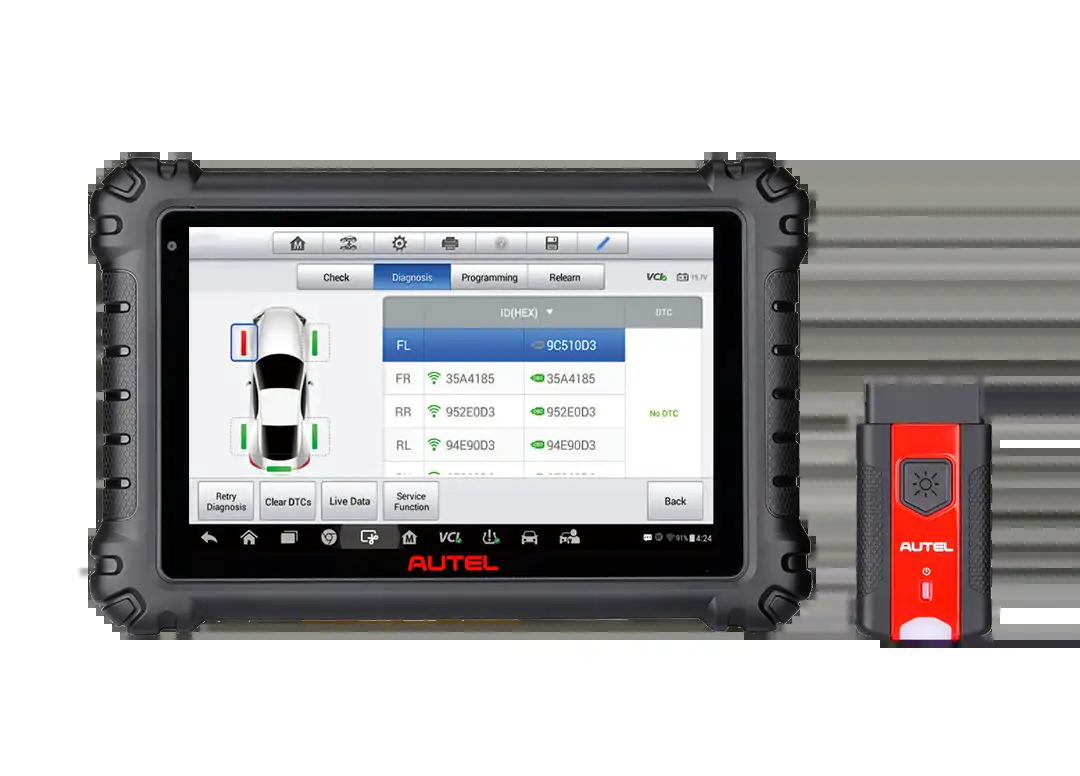 Check Diagnosis Programming Relearn VCI 15.7V
ID(HEX) DTC
FL 9C510D3
FR 35A4185 35A4185
RR 952E0D3 952E0D3
No DTC
RL 94E90D3 94E90D3
Retry
Diagnosis
Clear DTCs
Live Data
Service
Function
Back
VCI 91% 4:24
AUTEL
AUTEL